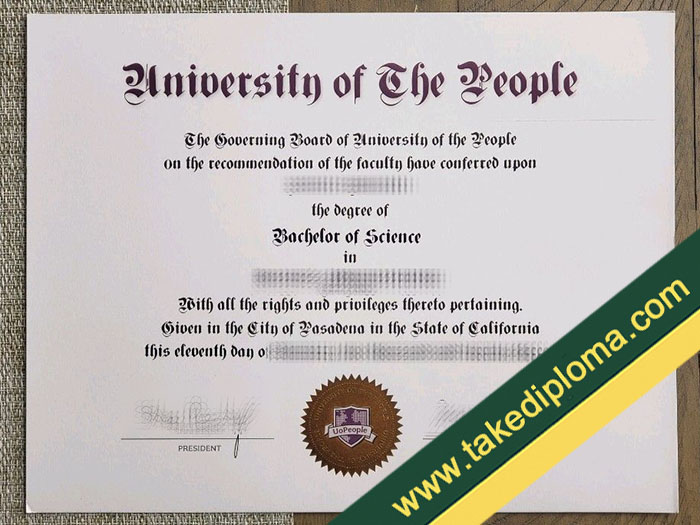 University of The People
The Governing Board of University of the People
on the recommendation of the faculty have conferred upon
the degree of
Bachelor of Science
in
With all the rights and privileges thereto pertaining.
Given in the City of Pasadena in the State of California
this eleventh day o
UoPeople
PRESIDENT
www.takediploma.com